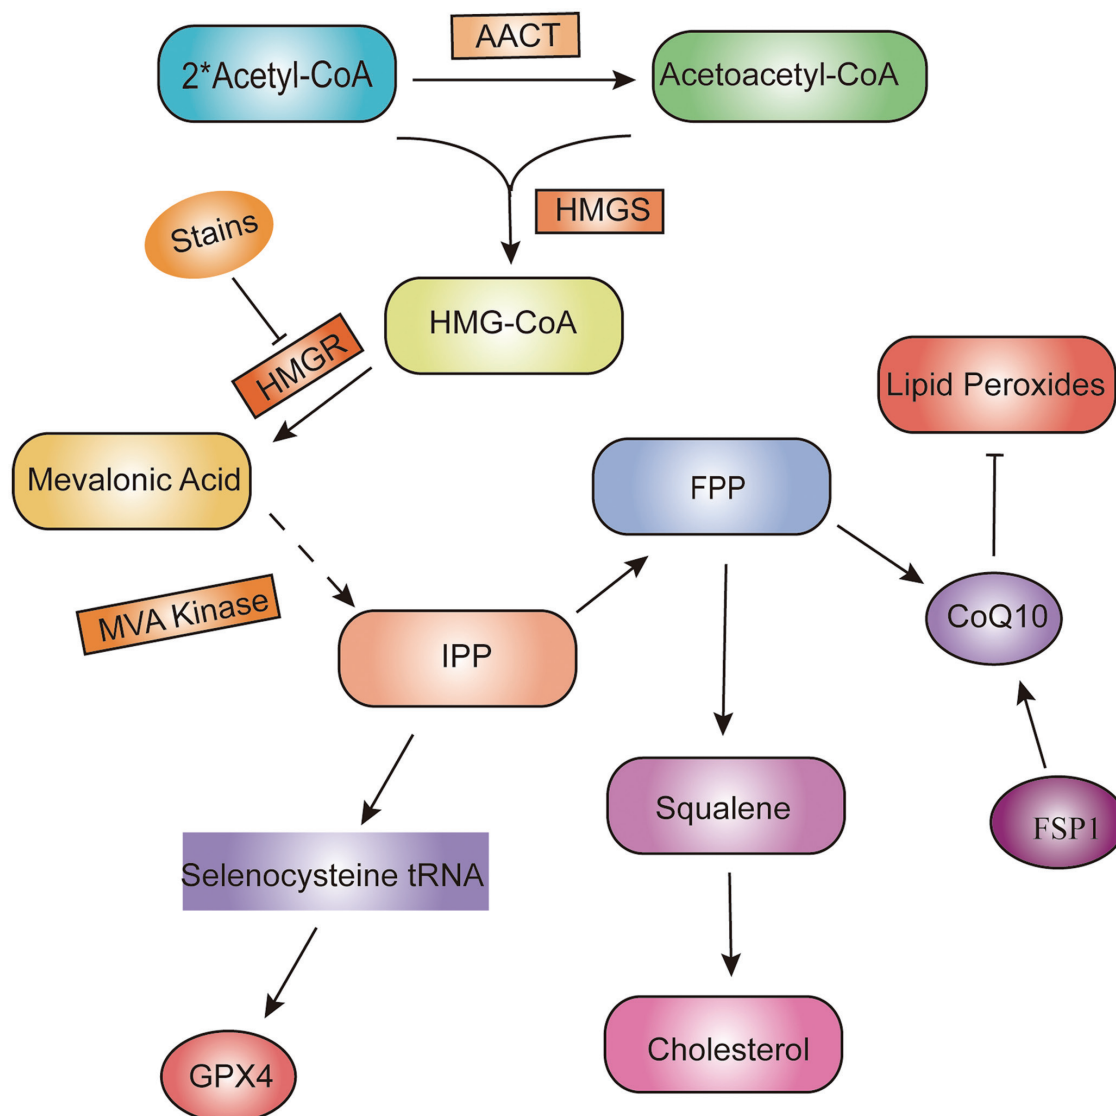 AACT
2*Acetyl-CoA
Acetoacetyl-CoA
HMGS
Stains
HMG-CoA
HMGR
Lipid Peroxides
Mevalonic Acid
FPP
MVA Kinase
CoQ10
IPP
Squalene
FSP1
Selenocysteine tRNA
Cholesterol
GPX4